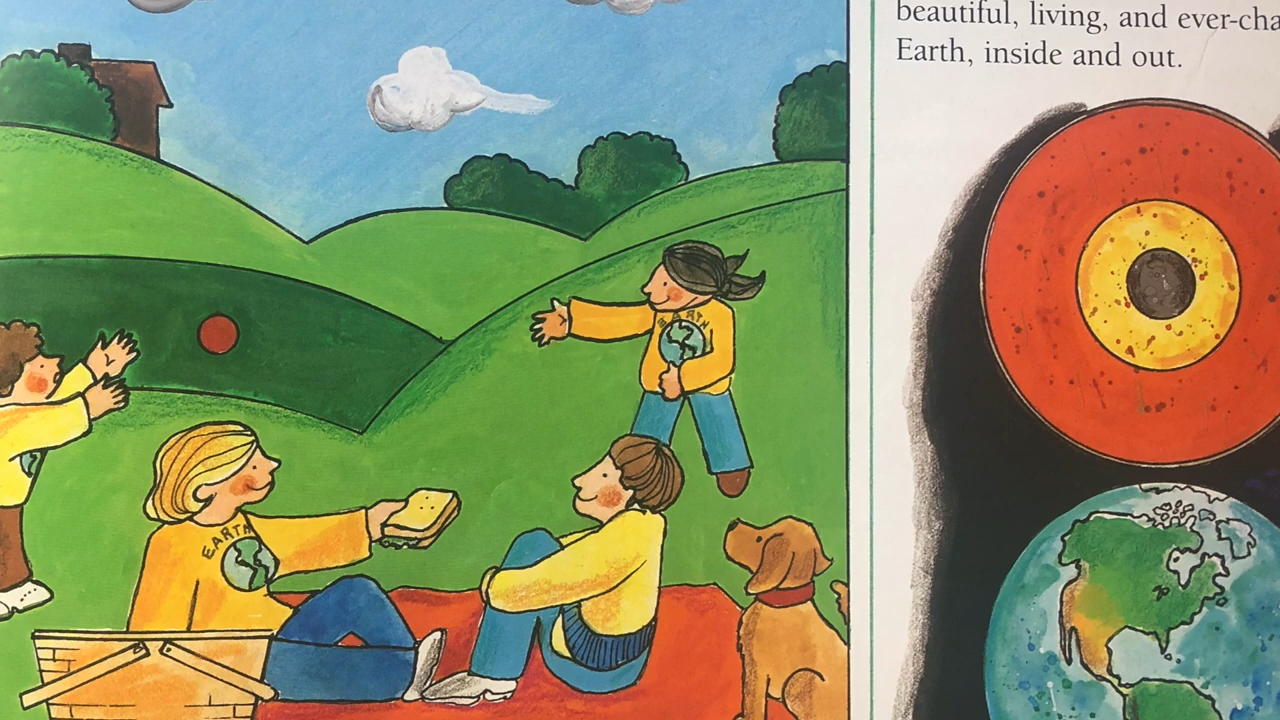 EARTH
EARTH
beautiful, living, and ever-cha
Earth, inside and out.